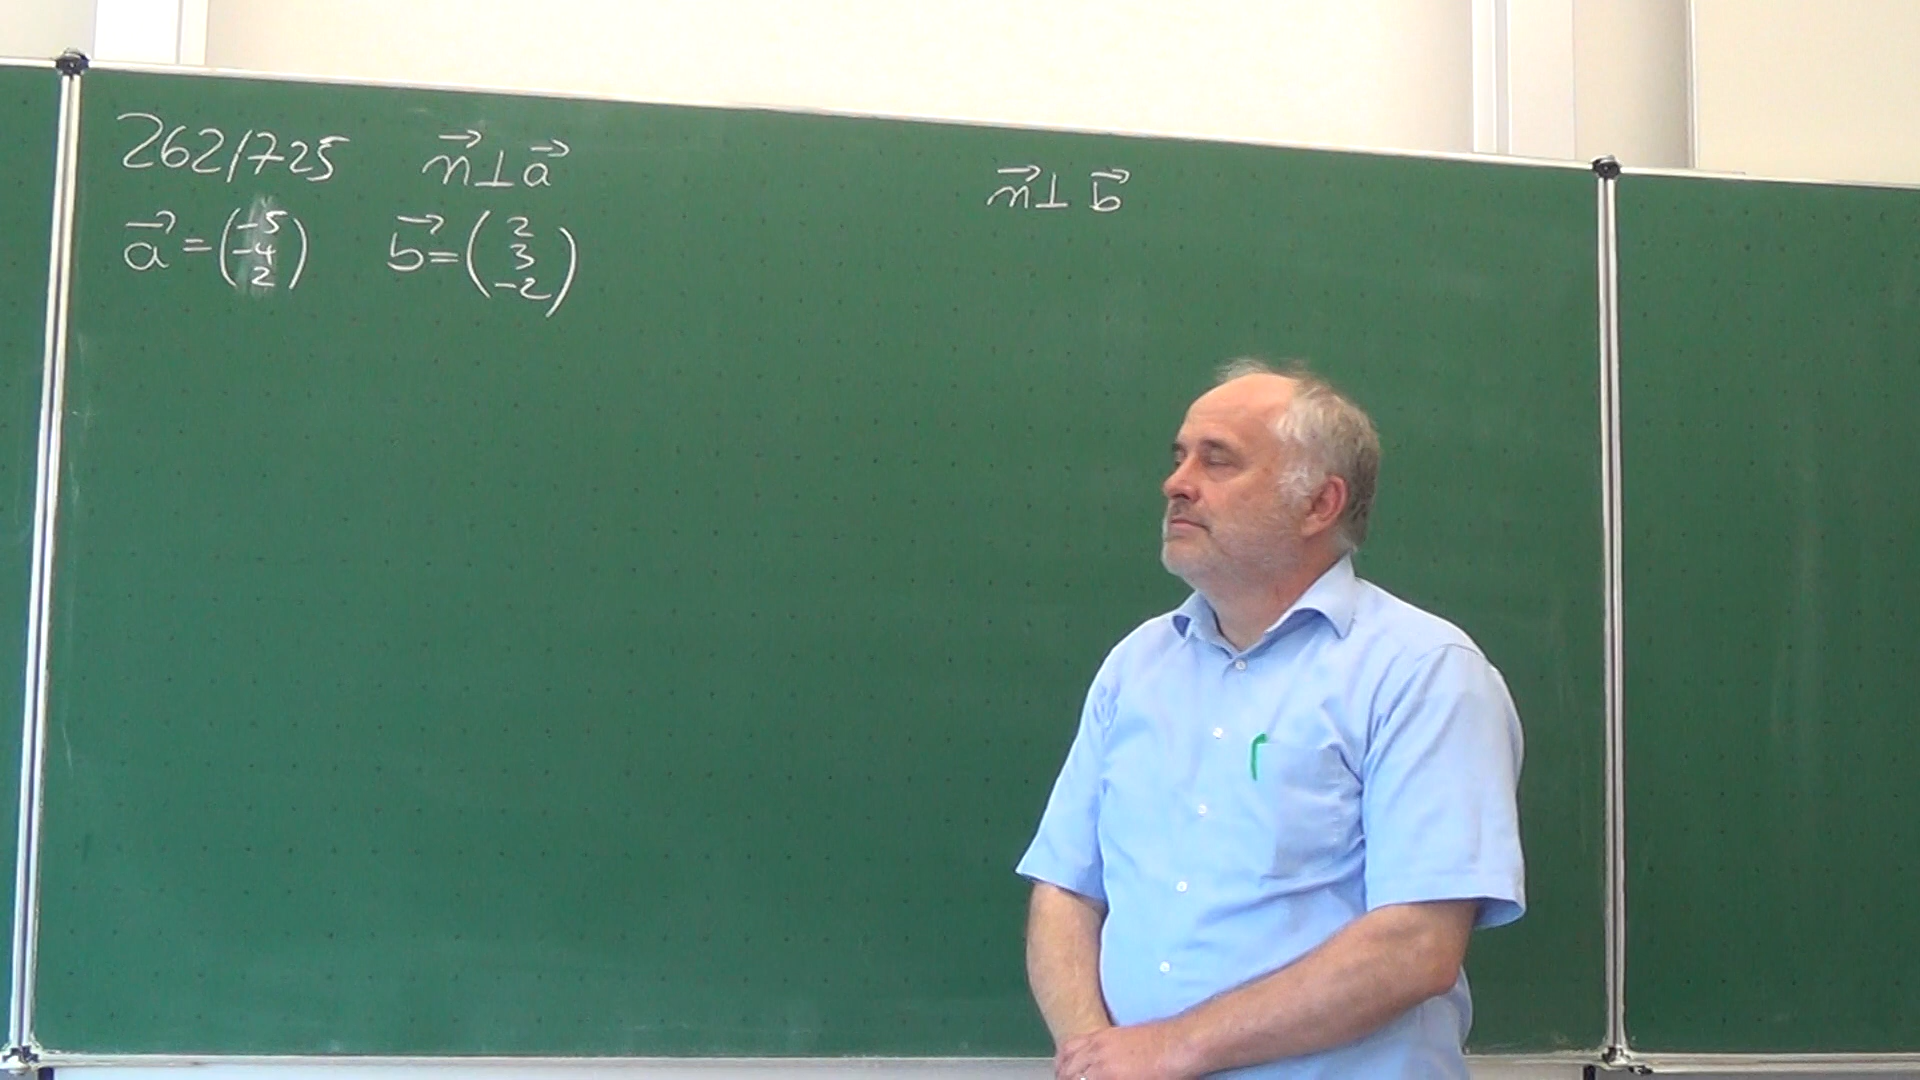 262/725 n⃗ ⊥ a⃗ n⃗ ⊥ b⃗
a⃗ = (-5 -4 2) b⃗ = (2 3 -2)